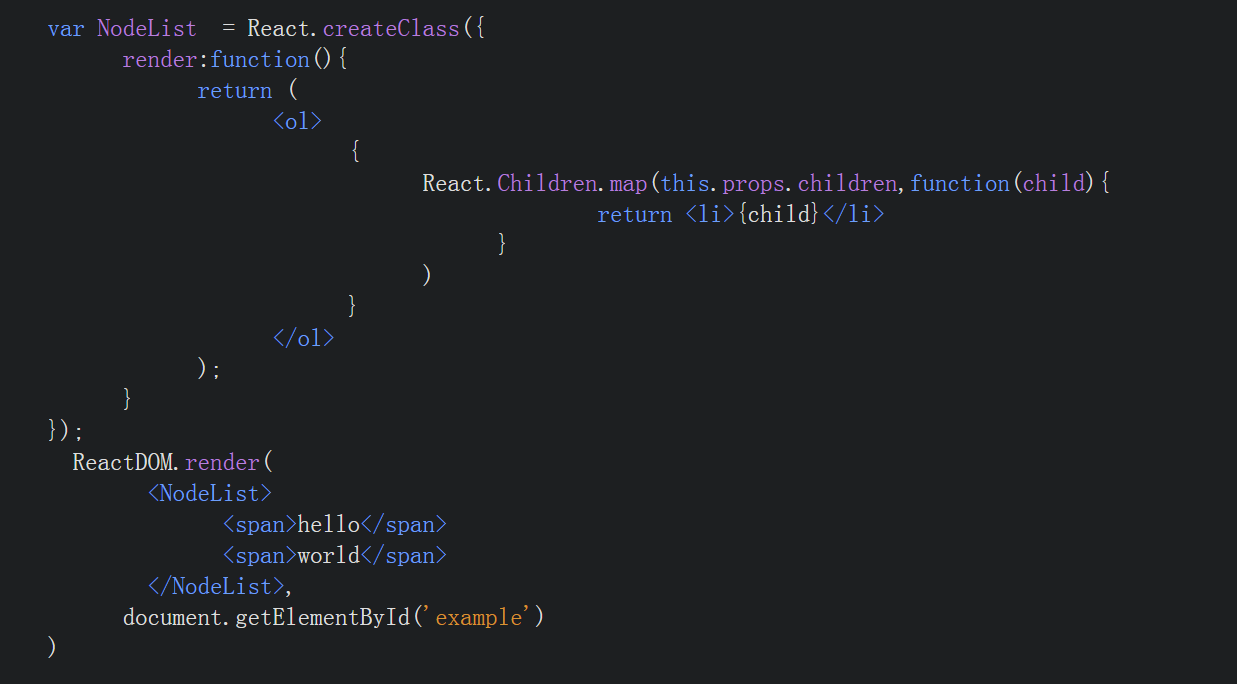 var NodeList  = React.createClass({
      render:function(){
            return (
                  <ol>
                        {
                              React.Children.map(this.props.children,function(child){
                                            return <li>{child}</li>
                                    }
                              )
                        }
                  </ol>
            );
      }
});
  ReactDOM.render(
        <NodeList>
              <span>hello</span>
              <span>world</span>
        </NodeList>,
      document.getElementById('example')
)